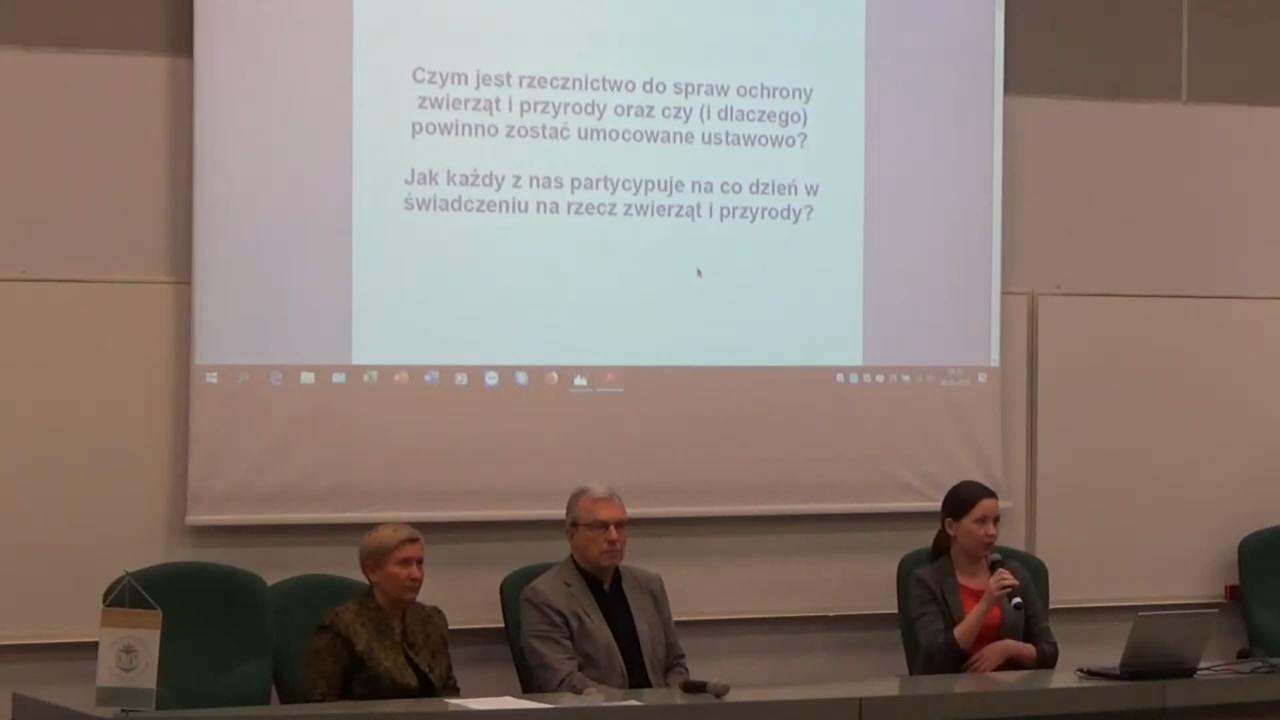 Czym jest rzecznictwo do spraw ochrony
zwierząt i przyrody oraz czy (i dlaczego)
powinno zostać umocowane ustawowo?
Jak każdy z nas partycypuje na co dzień w
świadczeniu na rzecz zwierząt i przyrody?